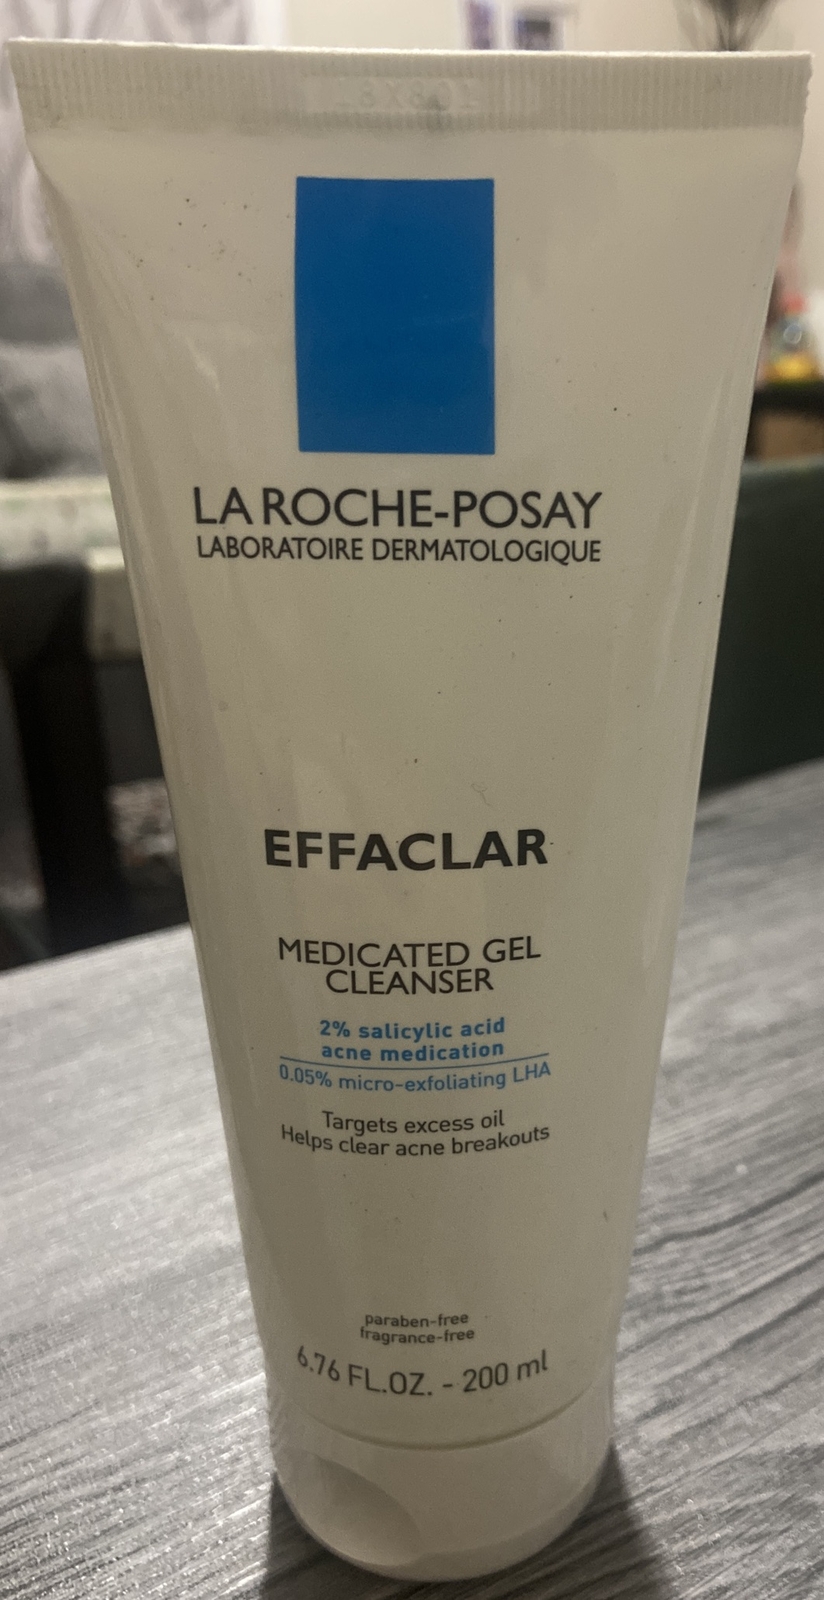 LA ROCHE-POSAY
LABORATOIRE DERMATOLOGIQUE
EFFACLAR
MEDICATED GEL
CLEANSER
2% salicylic acid
acne medication
0.05% micro-exfoliating LHA
Targets excess oil
Helps clear acne breakouts
paraben-free
fragrance-free
6.76 FL.OZ. - 200 ml